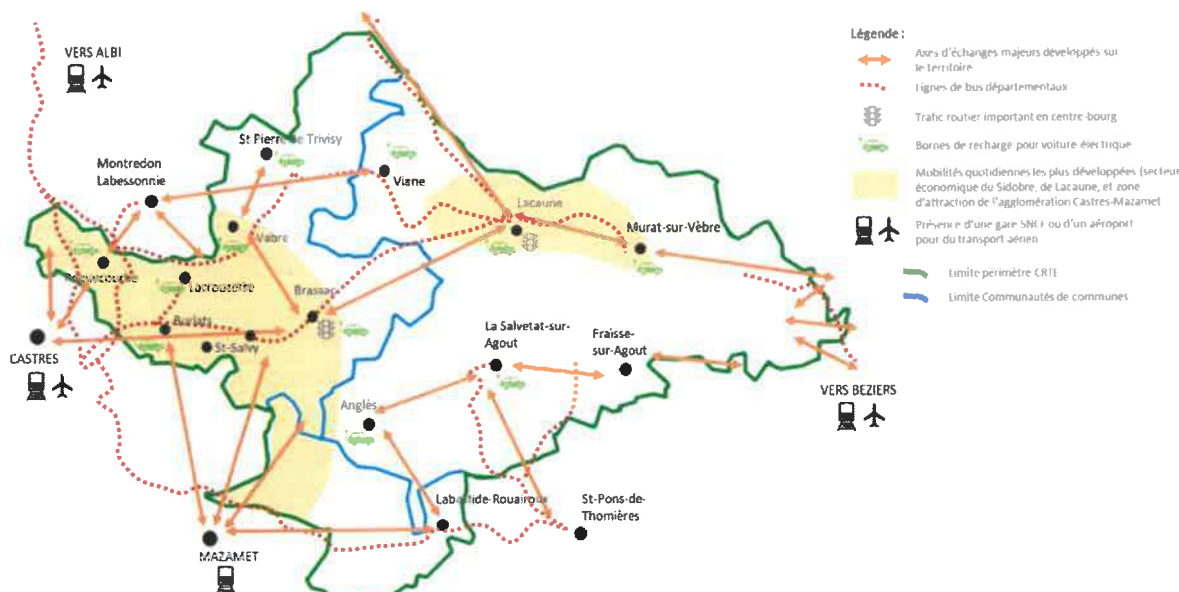 VERS ALBI
St Pierre de Trivisy
Montredon
Labessonnie
Viane
Lacaune
Vabre
Murat-sur-Vèbre
Roquecourbe
Lacrouzette
Brassac
Burlats
St-Salvy
CASTRES
La Salvetat-sur-
Agout
Fraisse-
sur-Agout
VERS BEZIERS
Anglès
Labastide-Rouairoux
St-Pons-de-
Thomières
MAZAMET
Légende :
Axes d'échanges majeurs développés sur
le territoire
Lignes de bus départementaux
Trafic routier important en centre-bourg
Bornes de recharge pour voiture électrique
Mobilités quotidiennes les plus développées (secteur
économique du Sidobre, de Lacaune, et zone
d'attraction de l'agglomération Castres-Mazamet
Présence d'une gare SNCF ou d'un aéroport
pour du transport aérien
Limite périmètre CRTE
Limite Communautés de communes